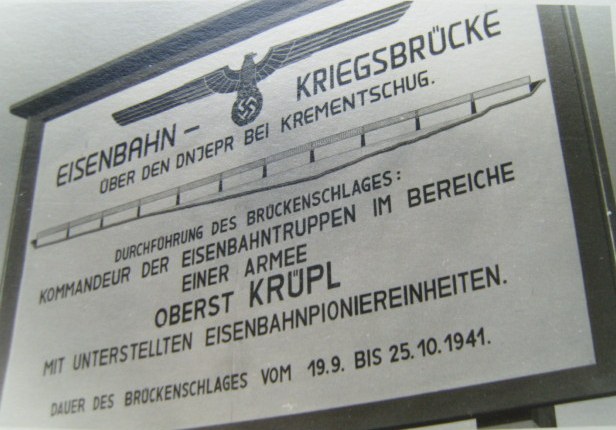 EISENBAHN - KRIEGSBRÜCKE
ÜBER DEN DNJEPR BEI KREMENTSCHUG.
DURCHFÜHRUNG DES BRÜCKENSCHLAGES:
KOMMANDEUR DER EISENBAHNTRUPPEN IM BEREICHE
EINER ARMEE
OBERST KRÜPL
MIT UNTERSTELLTEN EISENBAHNPIONIEREINHEITEN.
DAUER DES BRÜCKENSCHLAGES VOM 19.9. BIS 25.10.1941.